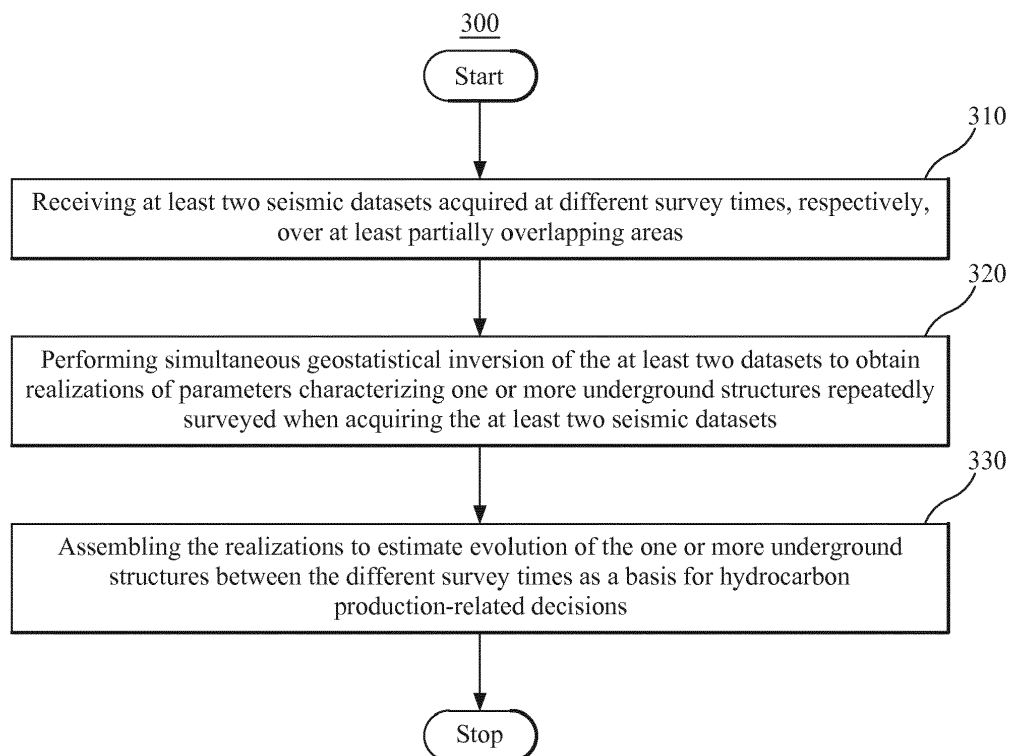 300
Start
310
Receiving at least two seismic datasets acquired at different survey times, respectively,
over at least partially overlapping areas
320
Performing simultaneous geostatistical inversion of the at least two datasets to obtain
realizations of parameters characterizing one or more underground structures repeatedly
surveyed when acquiring the at least two seismic datasets
330
Assembling the realizations to estimate evolution of the one or more underground
structures between the different survey times as a basis for hydrocarbon
production-related decisions
Stop